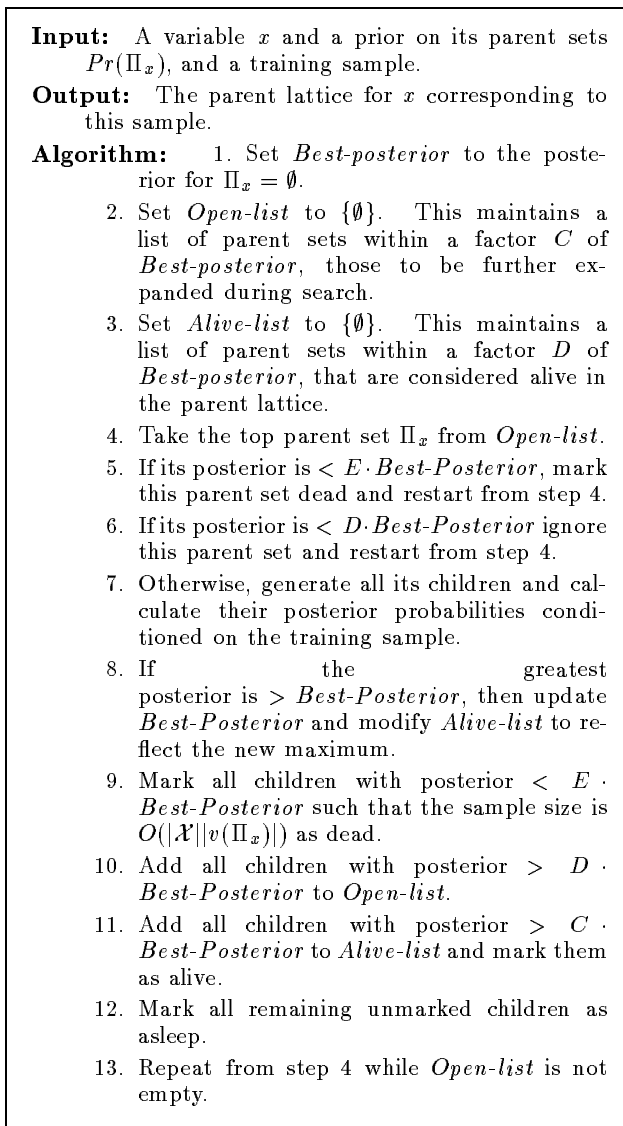 Input: A variable x and a prior on its parent sets
Pr(Π_x), and a training sample.
Output: The parent lattice for x corresponding to
this sample.
Algorithm: 1. Set Best-posterior to the poste-
rior for Π_x = ∅.
2. Set Open-list to {∅}. This maintains a
list of parent sets within a factor C of
Best-posterior, those to be further ex-
panded during search.
3. Set Alive-list to {∅}. This maintains a
list of parent sets within a factor D of
Best-posterior, that are considered alive in
the parent lattice.
4. Take the top parent set Π_x from Open-list.
5. If its posterior is < E·Best-Posterior, mark
this parent set dead and restart from step 4.
6. If its posterior is < D·Best-Posterior ignore
this parent set and restart from step 4.
7. Otherwise, generate all its children and cal-
culate their posterior probabilities condi-
tioned on the training sample.
8. If the greatest
posterior is > Best-Posterior, then update
Best-Posterior and modify Alive-list to re-
flect the new maximum.
9. Mark all children with posterior < E ·
Best-Posterior such that the sample size is
O(|𝒳||v(Π_x)|) as dead.
10. Add all children with posterior > D ·
Best-Posterior to Open-list.
11. Add all children with posterior > C ·
Best-Posterior to Alive-list and mark them
as alive.
12. Mark all remaining unmarked children as
asleep.
13. Repeat from step 4 while Open-list is not
empty.